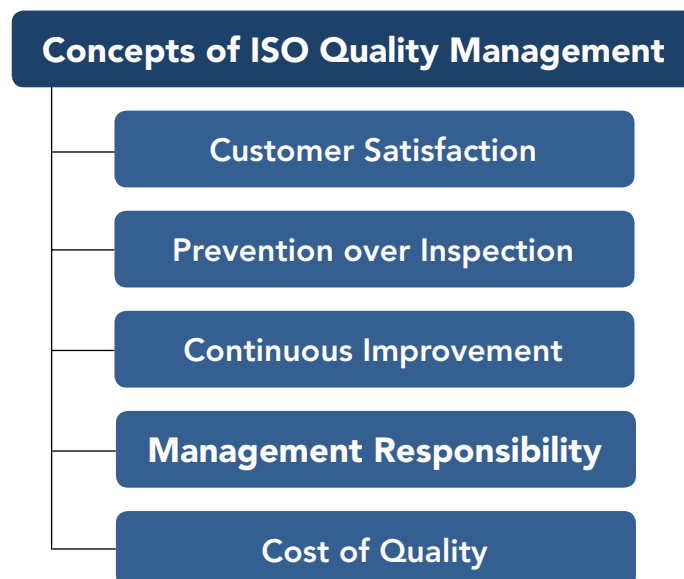 Concepts of ISO Quality Management
Customer Satisfaction
Prevention over Inspection
Continuous Improvement
Management Responsibility
Cost of Quality